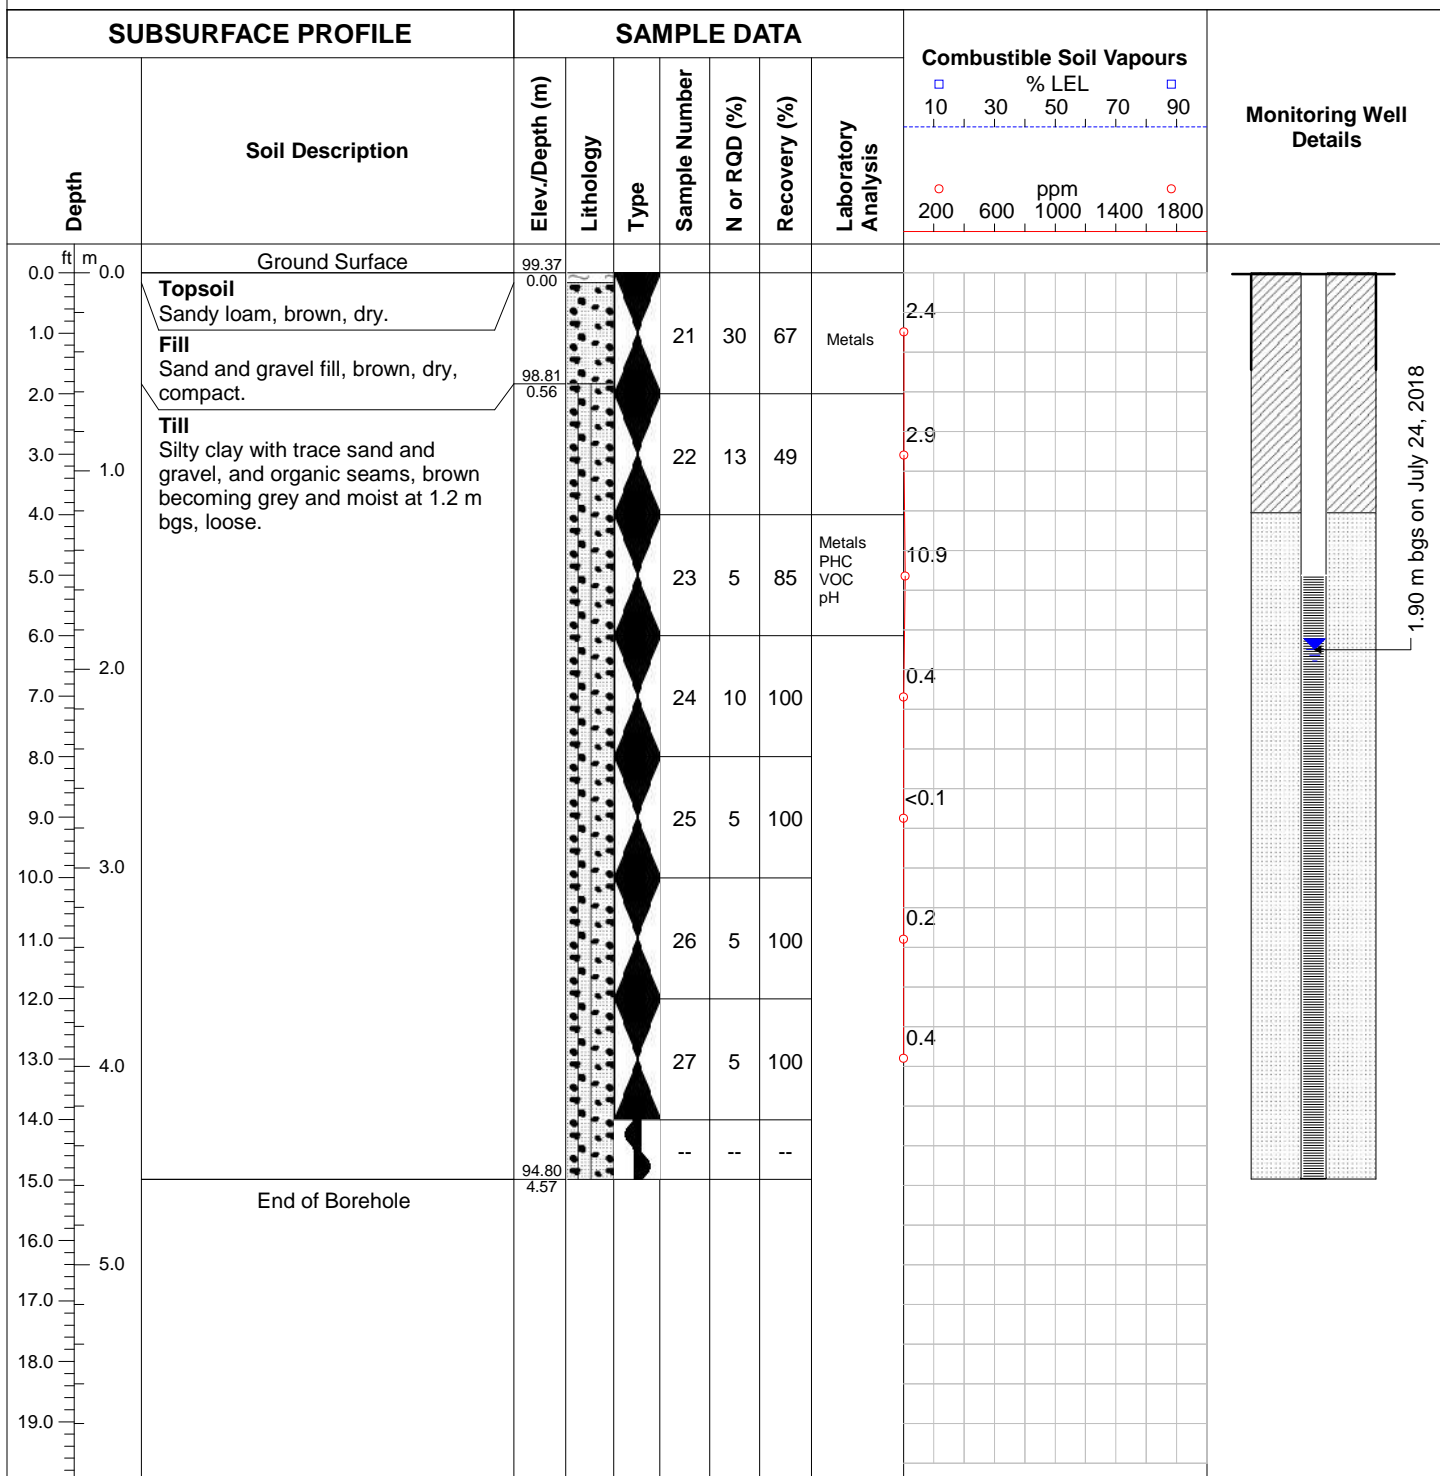 SUBSURFACE PROFILE
SAMPLE DATA
Combustible Soil Vapours
% LEL
10 30 50 70 90
ppm
200 600 1000 1400 1800
Monitoring Well
Details
Depth
Soil Description
Elev./Depth (m)
Lithology
Type
Sample Number
N or RQD (%)
Recovery (%)
Laboratory
Analysis
ft m
0.0 0.0
Ground Surface
99.37
0.00
Topsoil
Sandy loam, brown, dry.
1.0
Fill
Sand and gravel fill, brown, dry,
compact.
98.81
0.56
21 30 67 Metals
2.4
2.0
Till
Silty clay with trace sand and
gravel, and organic seams, brown
becoming grey and moist at 1.2 m
bgs, loose.
3.0
1.0
22 13 49
2.9
4.0
5.0
23 5 85
Metals
PHC
VOC
pH
10.9
6.0
1.90 m bgs on July 24, 2018
2.0
7.0
24 10 100
0.4
8.0
9.0
25 5 100
<0.1
3.0
10.0
11.0
26 5 100
0.2
12.0
13.0
4.0
27 5 100
0.4
14.0
-- -- --
15.0
94.80
4.57
End of Borehole
16.0
5.0
17.0
18.0
19.0